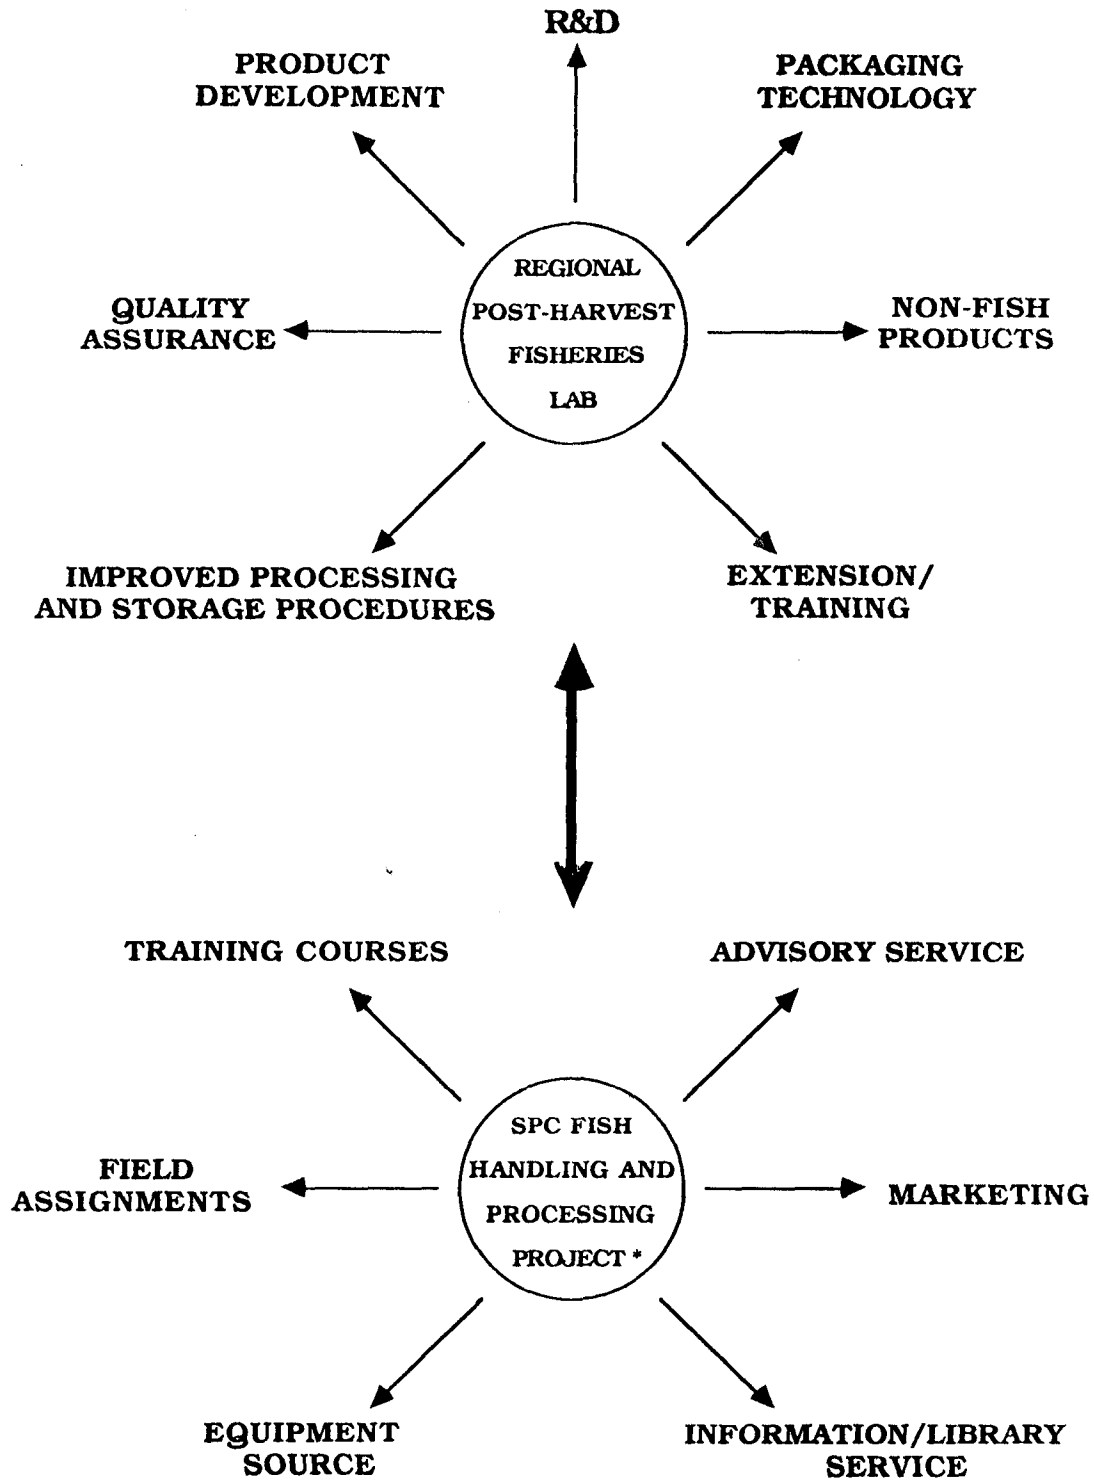 R&D
PRODUCT
DEVELOPMENT
PACKAGING
TECHNOLOGY
REGIONAL
POST-HARVEST
FISHERIES
LAB
QUALITY
ASSURANCE
NON-FISH
PRODUCTS
IMPROVED PROCESSING
AND STORAGE PROCEDURES
EXTENSION/
TRAINING
TRAINING COURSES
ADVISORY SERVICE
SPC FISH
HANDLING AND
PROCESSING
PROJECT *
FIELD
ASSIGNMENTS
MARKETING
EQUIPMENT
SOURCE
INFORMATION/LIBRARY
SERVICE